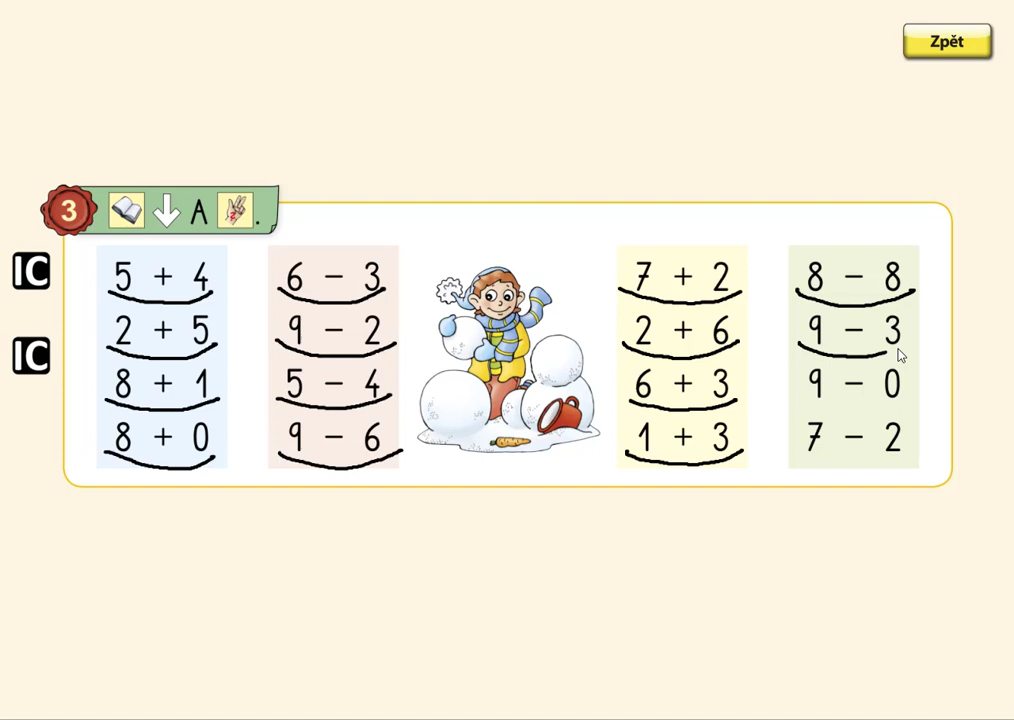 Zpět
3 A .
IC
IC
5 + 4
2 + 5
8 + 1
8 + 0
6 - 3
9 - 2
5 - 4
9 - 6
7 + 2
2 + 6
6 + 3
1 + 3
8 - 8
9 - 3
9 - 0
7 - 2